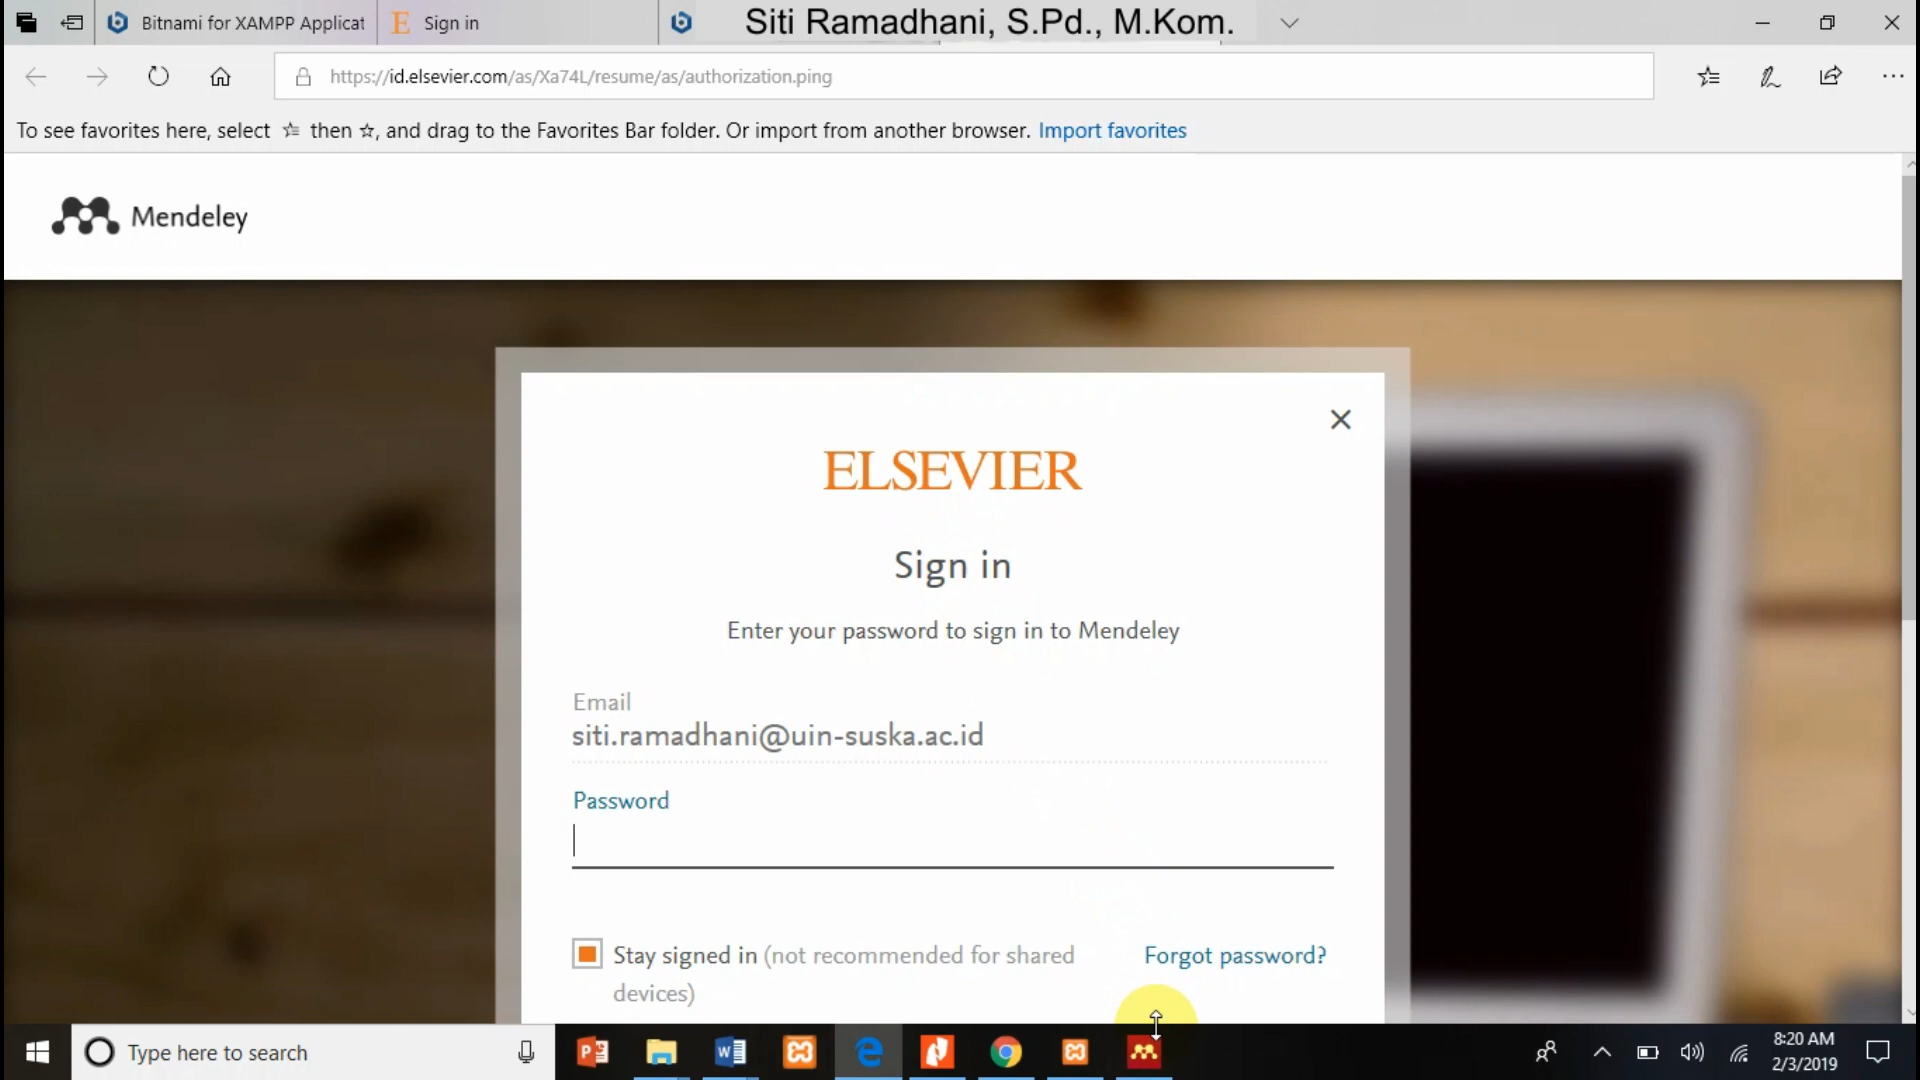 Bitnami for XAMPP Applicat
Sign in
Siti Ramadhani, S.Pd., M.Kom.
https://id.elsevier.com/as/Xa74L/resume/as/authorization.ping
To see favorites here, select then , and drag to the Favorites Bar folder. Or import from another browser. Import favorites
Mendeley
ELSEVIER
Sign in
Enter your password to sign in to Mendeley
Email
siti.ramadhani@uin-suska.ac.id
Password
Stay signed in (not recommended for shared
devices)
Forgot password?
Type here to search
8:20 AM
2/3/2019